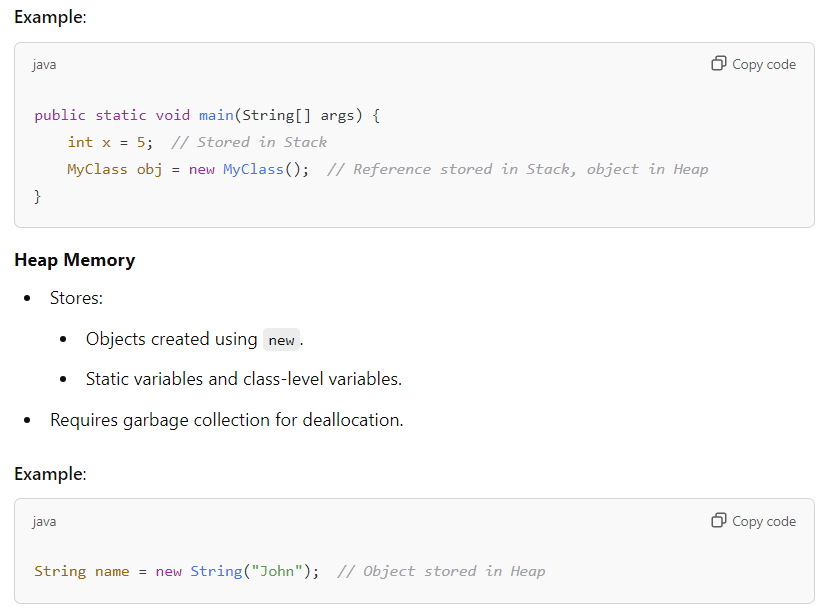 Example:
java
Copy code
public static void main(String[] args) {
    int x = 5;  // Stored in Stack
    MyClass obj = new MyClass();  // Reference stored in Stack, object in Heap
}
Heap Memory
• Stores:
• Objects created using new.
• Static variables and class-level variables.
• Requires garbage collection for deallocation.
Example:
java
Copy code
String name = new String("John");  // Object stored in Heap